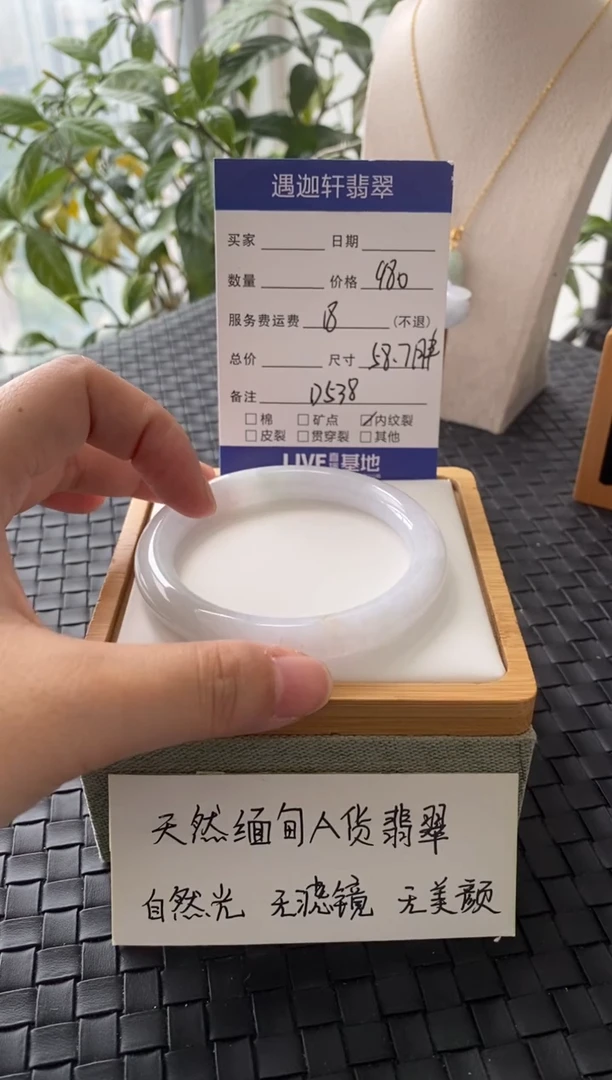 遇迦轩翡翠
买家 日期
数量 价格 980
服务费运费 18 (不退)
总价 尺寸 58.7胖
备注 D538
□棉 □矿点 ☑内纹裂
□皮裂 □贯穿裂 □其他
LIVE 基地
天然缅甸A货翡翠
自然光 无滤镜 无美颜